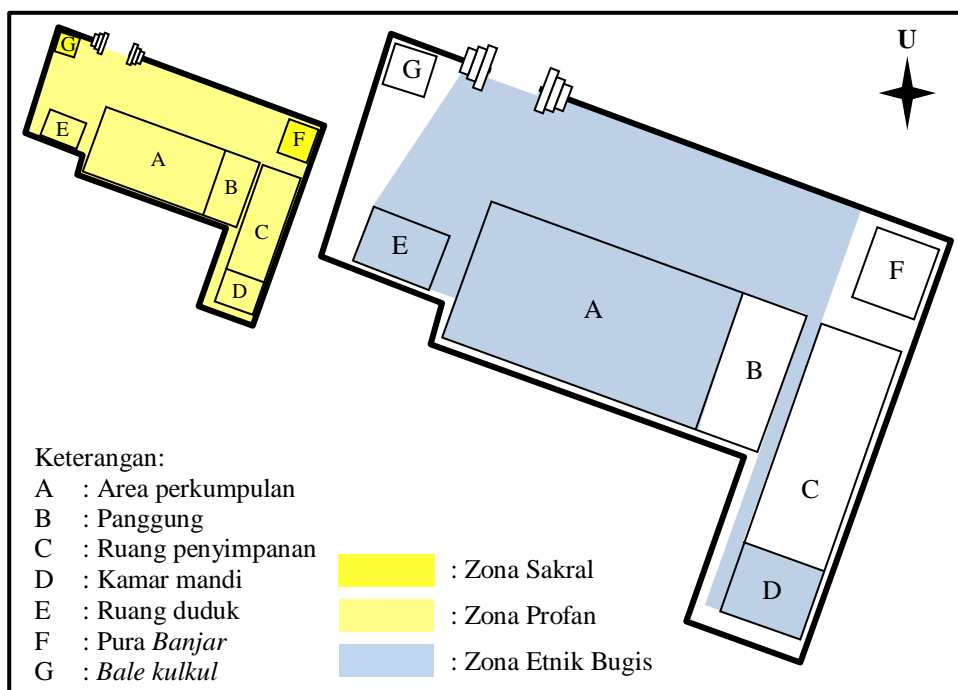 G
E
A
B
F
C
D
U
G
E
A
B
F
C
D
Keterangan:
A : Area perkumpulan
B : Panggung
C : Ruang penyimpanan
D : Kamar mandi
E : Ruang duduk
F : Pura Banjar
G : Bale kulkul
: Zona Sakral
: Zona Profan
: Zona Etnik Bugis